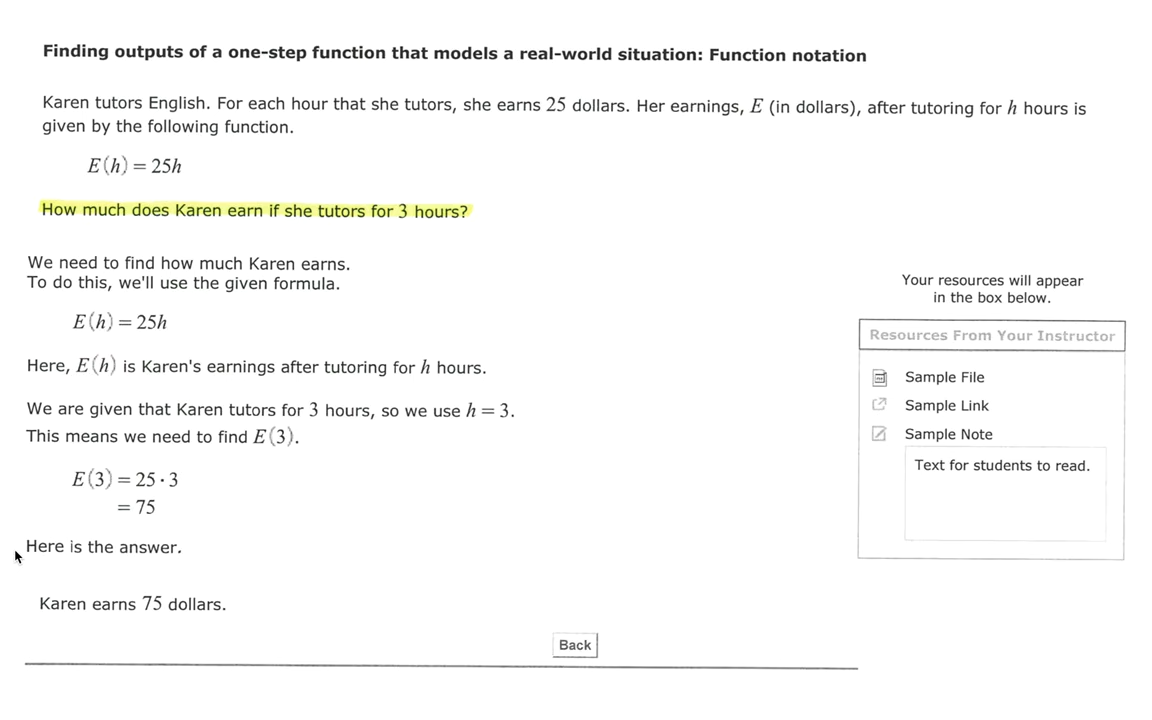 Finding outputs of a one-step function that models a real-world situation: Function notation
Karen tutors English. For each hour that she tutors, she earns 25 dollars. Her earnings, E (in dollars), after tutoring for h hours is
given by the following function.
E(h) = 25h
How much does Karen earn if she tutors for 3 hours?
We need to find how much Karen earns.
To do this, we'll use the given formula.
E(h) = 25h
Here, E(h) is Karen's earnings after tutoring for h hours.
We are given that Karen tutors for 3 hours, so we use h = 3.
This means we need to find E(3).
E(3) = 25 · 3
= 75
Here is the answer.
Karen earns 75 dollars.
Back
Your resources will appear
in the box below.
Resources From Your Instructor
Sample File
Sample Link
Sample Note
Text for students to read.